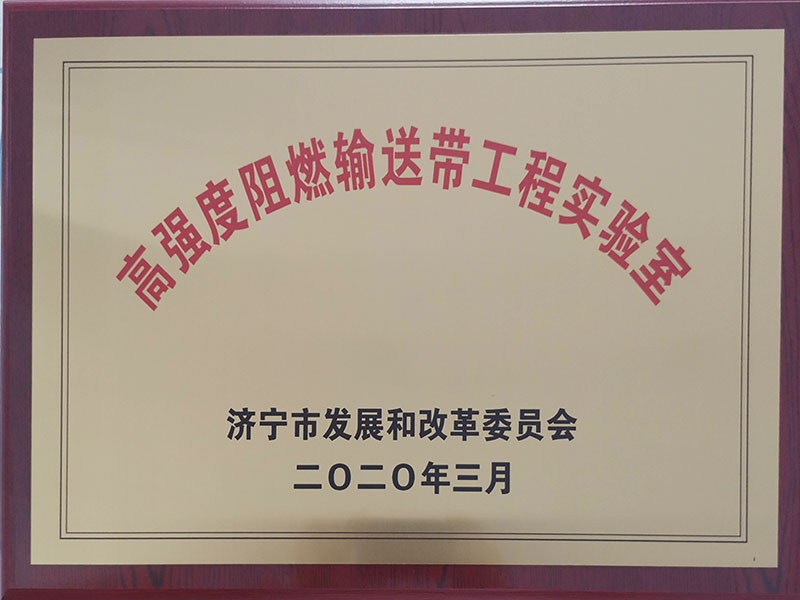 高强度阻燃输送带工程实验室
济宁市发展和改革委员会
二〇二〇年三月